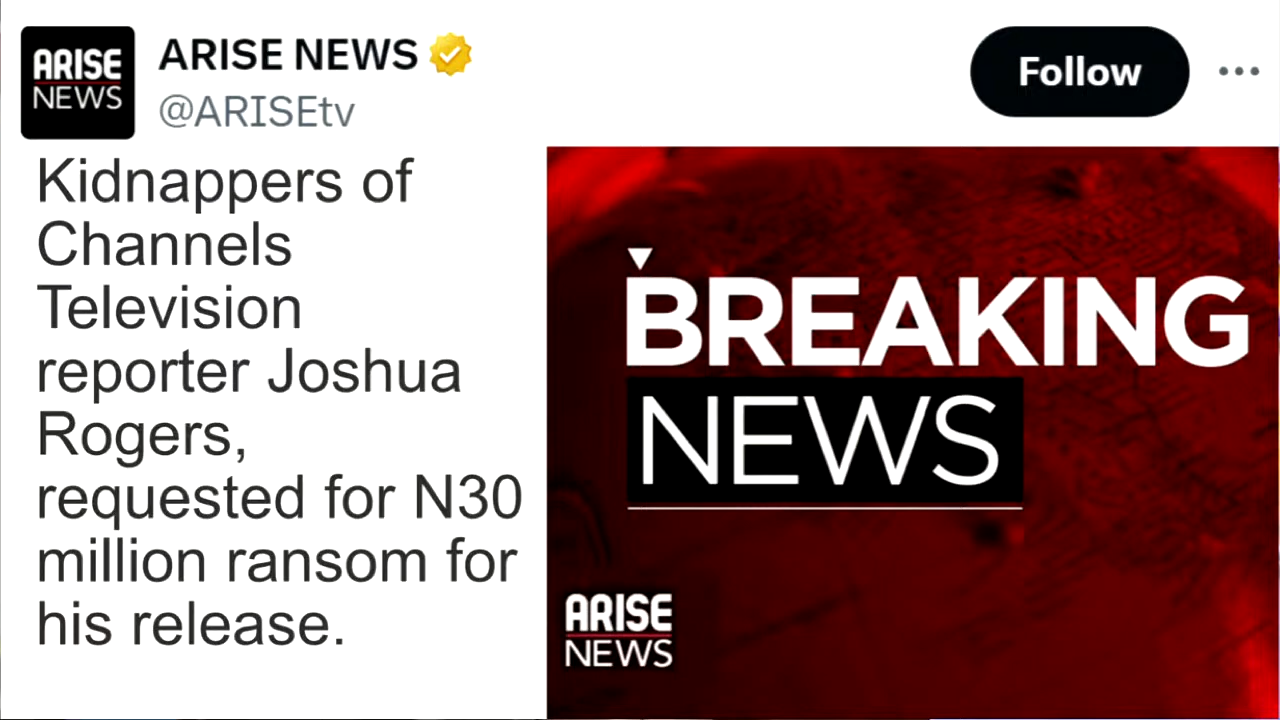 ARISE
NEWS
ARISE NEWS
@ARISEtv
Follow
Kidnappers of
Channels
Television
reporter Joshua
Rogers,
requested for N30
million ransom for
his release.
BREAKING
NEWS
ARISE
NEWS